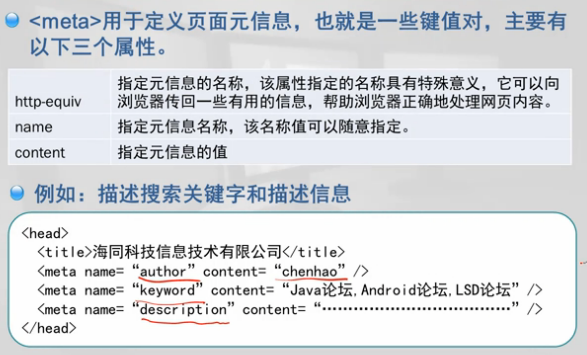 <meta>用于定义页面元信息，也就是一些键值对，主要有
以下三个属性。
http-equiv 指定元信息的名称，该属性指定的名称具有特殊意义，它可以向
浏览器传回一些有用的信息，帮助浏览器正确地处理网页内容。
name 指定元信息名称，该名称值可以随意指定。
content 指定元信息的值
例如：描述搜索关键字和描述信息
<head>
<title>海同科技信息技术有限公司</title>
<meta name= “author” content= “chenhao” />
<meta name= “keyword” content= “Java论坛,Android论坛,LSD论坛” />
<meta name= “description” content= “………………………………” />
</head>